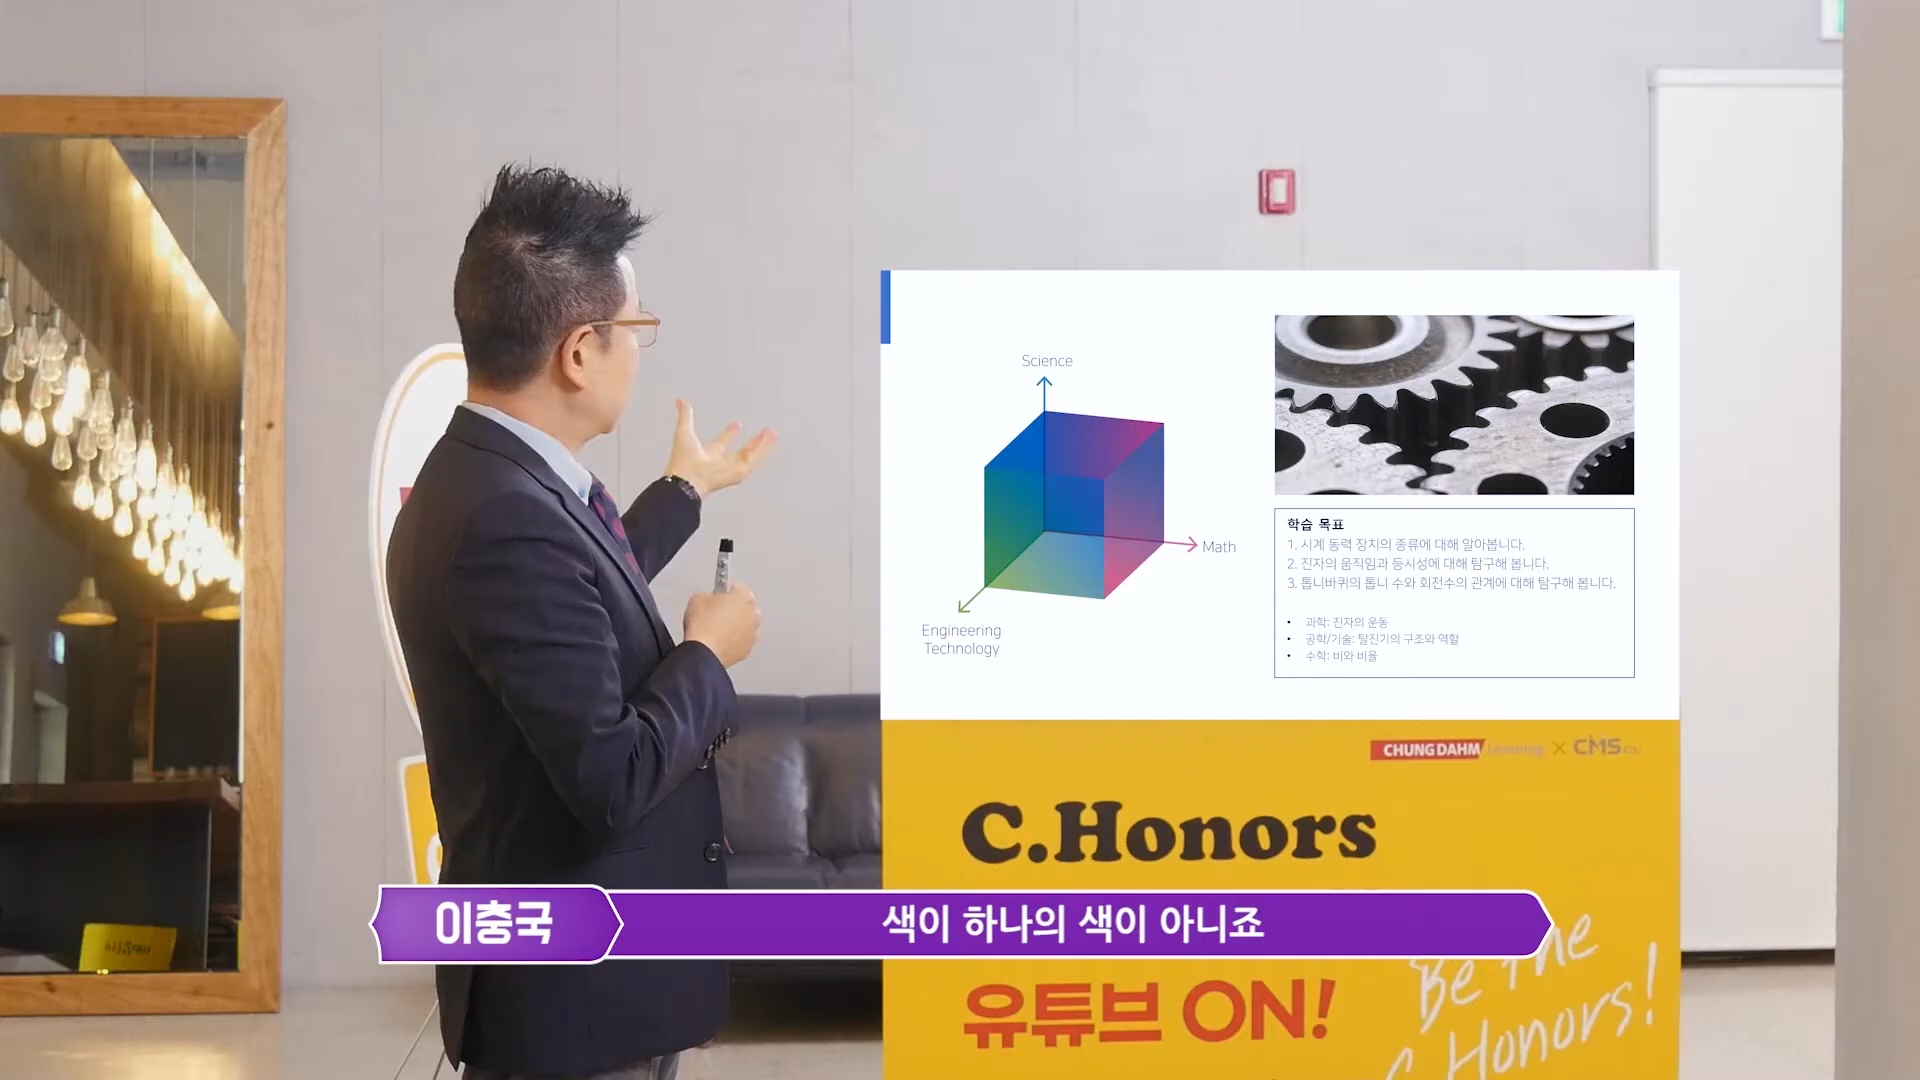 Science
Math
Engineering
Technology
학습 목표
1. 시계 동력 장치의 종류에 대해 알아봅니다.
2. 진자의 움직임과 등시성에 대해 탐구해 봅니다.
3. 톱니바퀴의 톱니 수와 회전수의 관계에 대해 탐구해 봅니다.
• 과학: 진자의 운동
• 공학/기술: 탈진기의 구조와 역할
• 수학: 비와 비율
CHUNGDAHM Learning × CMS
C.Honors
이충국
색이 하나의 색이 아니죠
유튜브 ON!
Be the
C Honors!